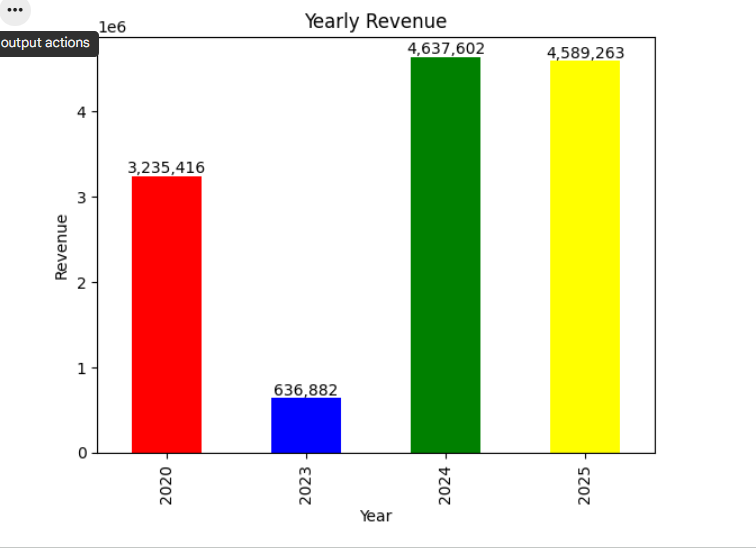 Yearly Revenue
1e6
output actions
4,637,602
4,589,263
4
3,235,416
3
Revenue
2
1
636,882
0
2020
2023
2024
2025
Year